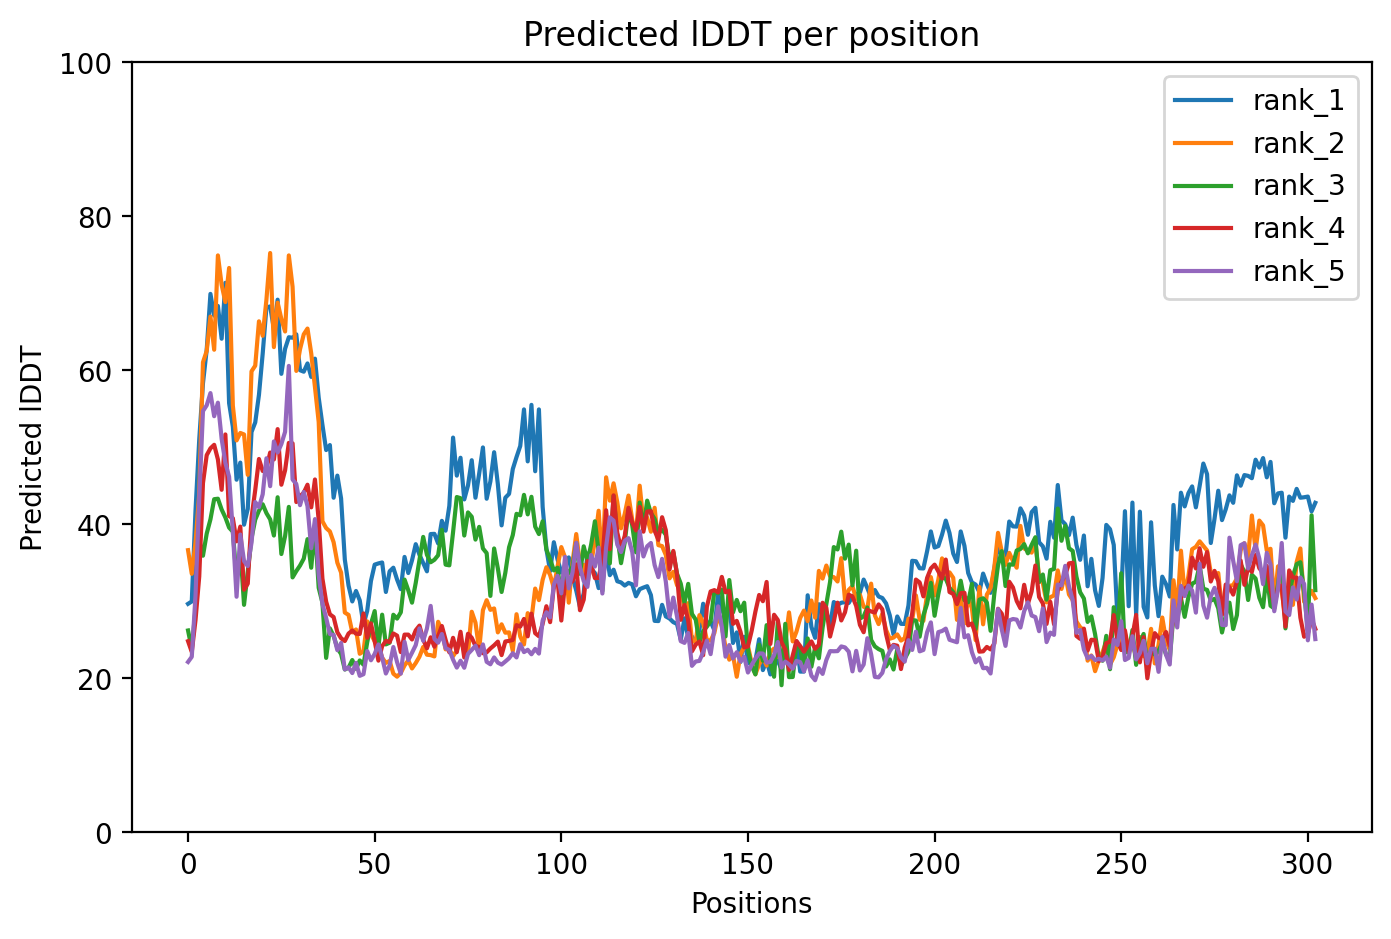 Predicted lDDT per position
100
80
60
40
20
0
Predicted lDDT
0 50 100 150 200 250 300
Positions
rank_1
rank_2
rank_3
rank_4
rank_5